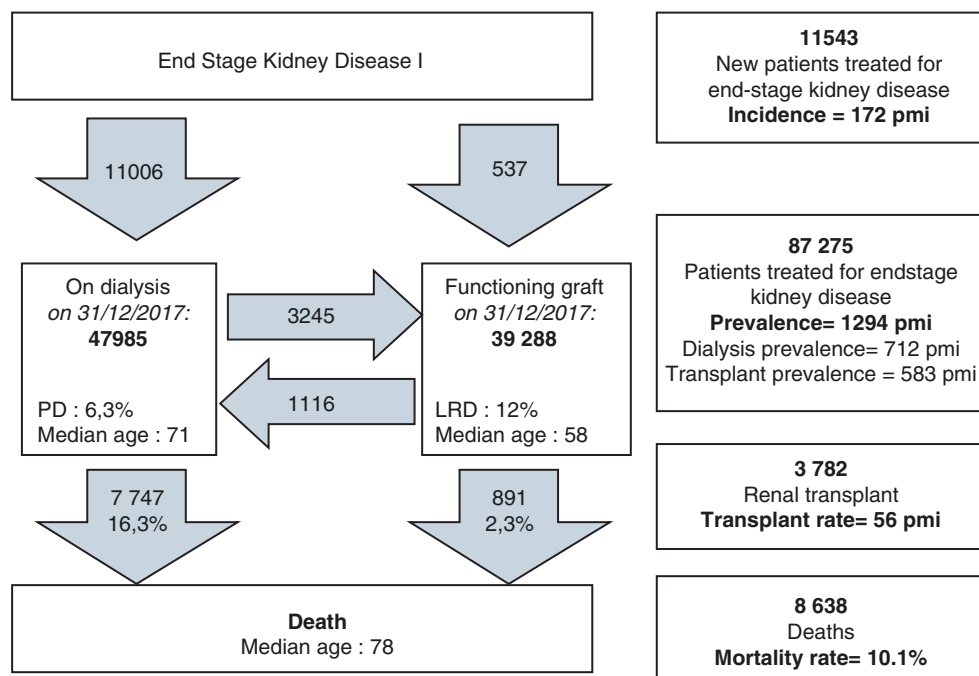 End Stage Kidney Disease I
11543
New patients treated for
end-stage kidney disease
Incidence = 172 pmi
11006
537
On dialysis
on 31/12/2017:
47985
PD : 6,3%
Median age : 71
3245
1116
Functioning graft
on 31/12/2017:
39 288
LRD : 12%
Median age : 58
87 275
Patients treated for endstage
kidney disease
Prevalence= 1294 pmi
Dialysis prevalence= 712 pmi
Transplant prevalence = 583 pmi
7 747
16,3%
891
2,3%
3 782
Renal transplant
Transplant rate= 56 pmi
Death
Median age : 78
8 638
Deaths
Mortality rate= 10.1%